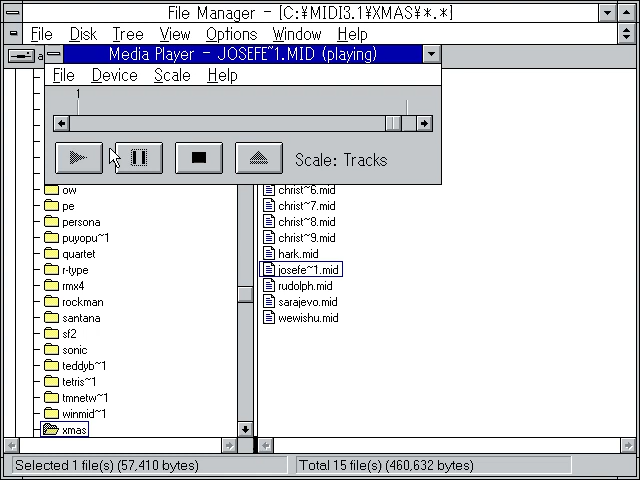 File Manager - [C:¥MIDI3.1¥XMAS¥*.*]
File Disk Tree View Options Window Help
a
Media Player - JOSEFE~1.MID (playing)
File Device Scale Help
1
Scale: Tracks
ow
pe
persona
puyopu~1
quartet
r-type
rmx4
rockman
santana
sf2
sonic
teddyb~1
tetris~1
tmnetw~1
winmid~1
xmas
christ~6.mid
christ~7.mid
christ~8.mid
christ~9.mid
hark.mid
josefe~1.mid
rudolph.mid
sarajevo.mid
wewishu.mid
Selected 1 file(s) (57,410 bytes)
Total 15 file(s) (460,632 bytes)